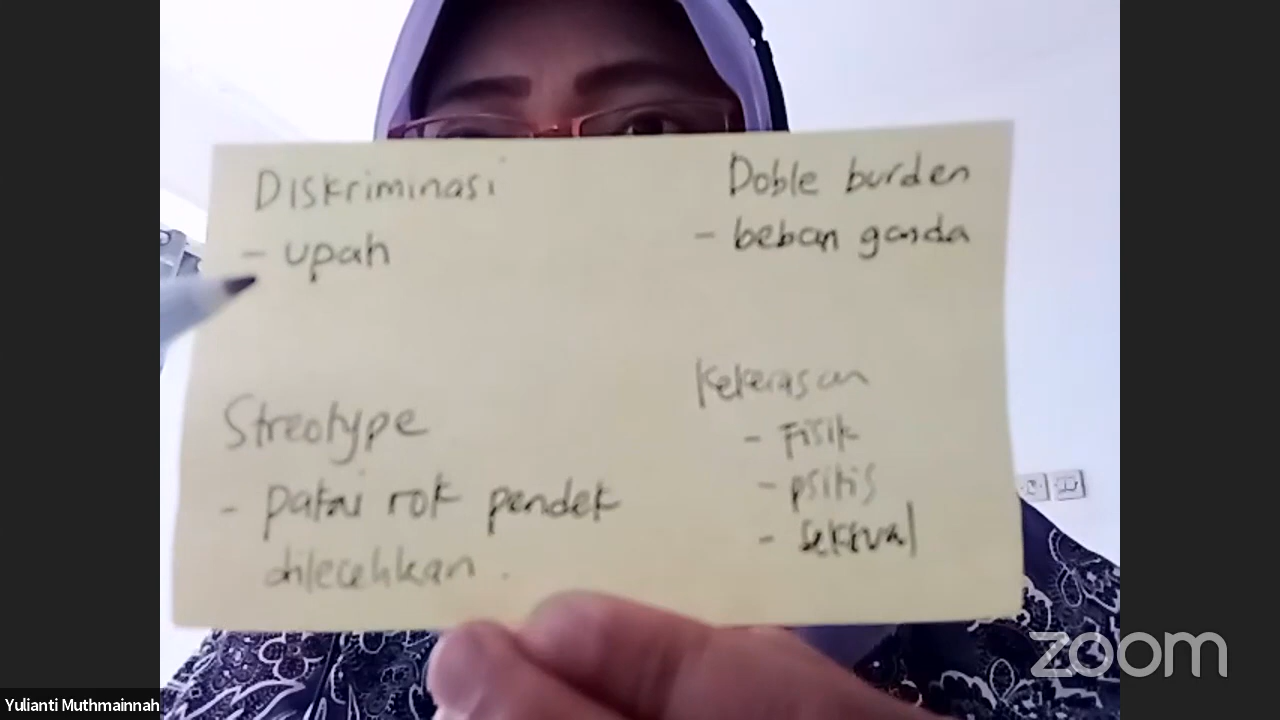 Diskriminasi
- upah
Doble burden
- beban ganda
Streotype
- pakai rok pendek
dilecehkan.
Kekerasan
- Fisik
- psikis
- seksual
zoom
Yulianti Muthmainnah